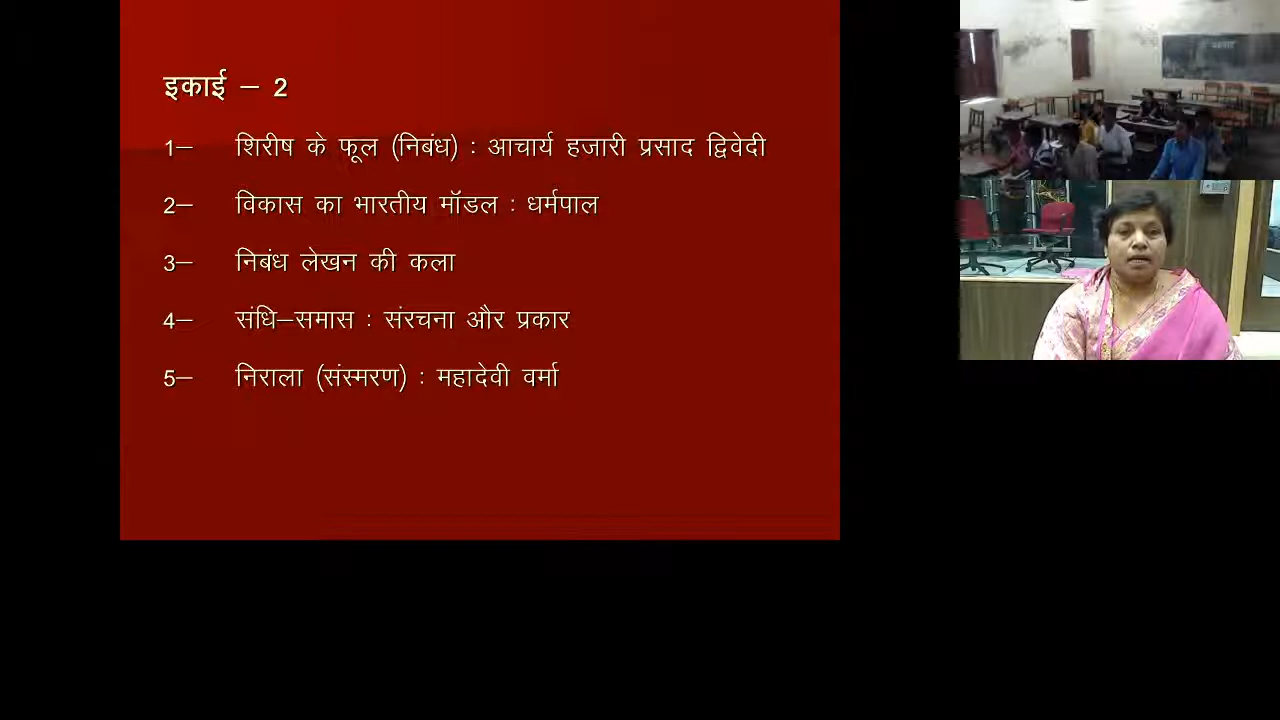 इकाई – 2
1– शिरीष के फूल (निबंध) : आचार्य हजारी प्रसाद द्विवेदी
2– विकास का भारतीय मॉडल : धर्मपाल
3– निबंध लेखन की कला
4– संधि–समास : संरचना और प्रकार
5– निराला (संस्मरण) : महादेवी वर्मा